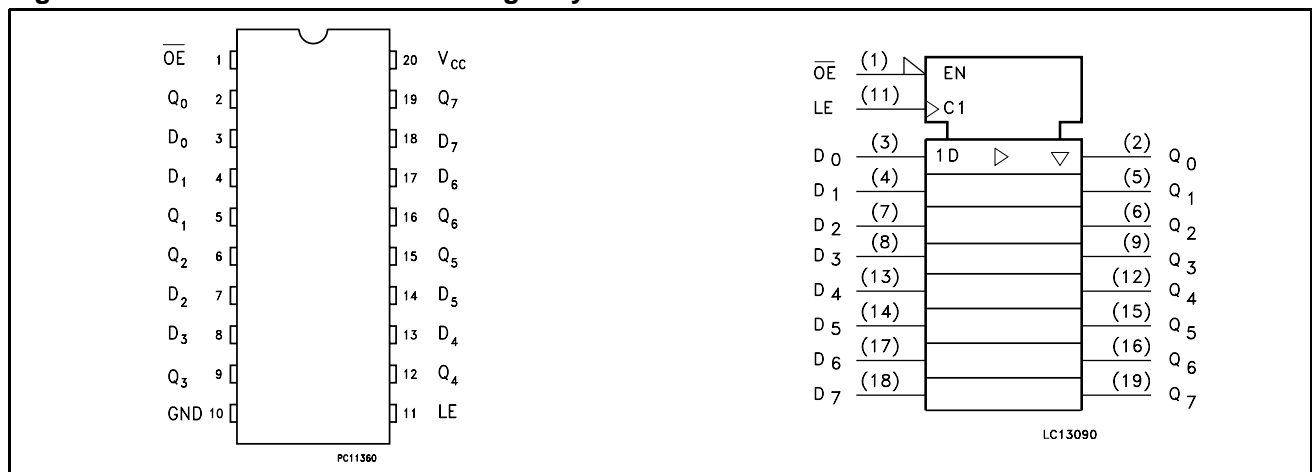 OE 1 20 VCC
Q0 2 19 Q7
D0 3 18 D7
D1 4 17 D6
Q1 5 16 Q6
Q2 6 15 Q5
D2 7 14 D5
D3 8 13 D4
Q3 9 12 Q4
GND 10 11 LE
PC11360
OE (1) EN
LE (11) C1
D0 (3) 1D (2) Q0
D1 (4) (5) Q1
D2 (7) (6) Q2
D3 (8) (9) Q3
D4 (13) (12) Q4
D5 (14) (15) Q5
D6 (17) (16) Q6
D7 (18) (19) Q7
LC13090